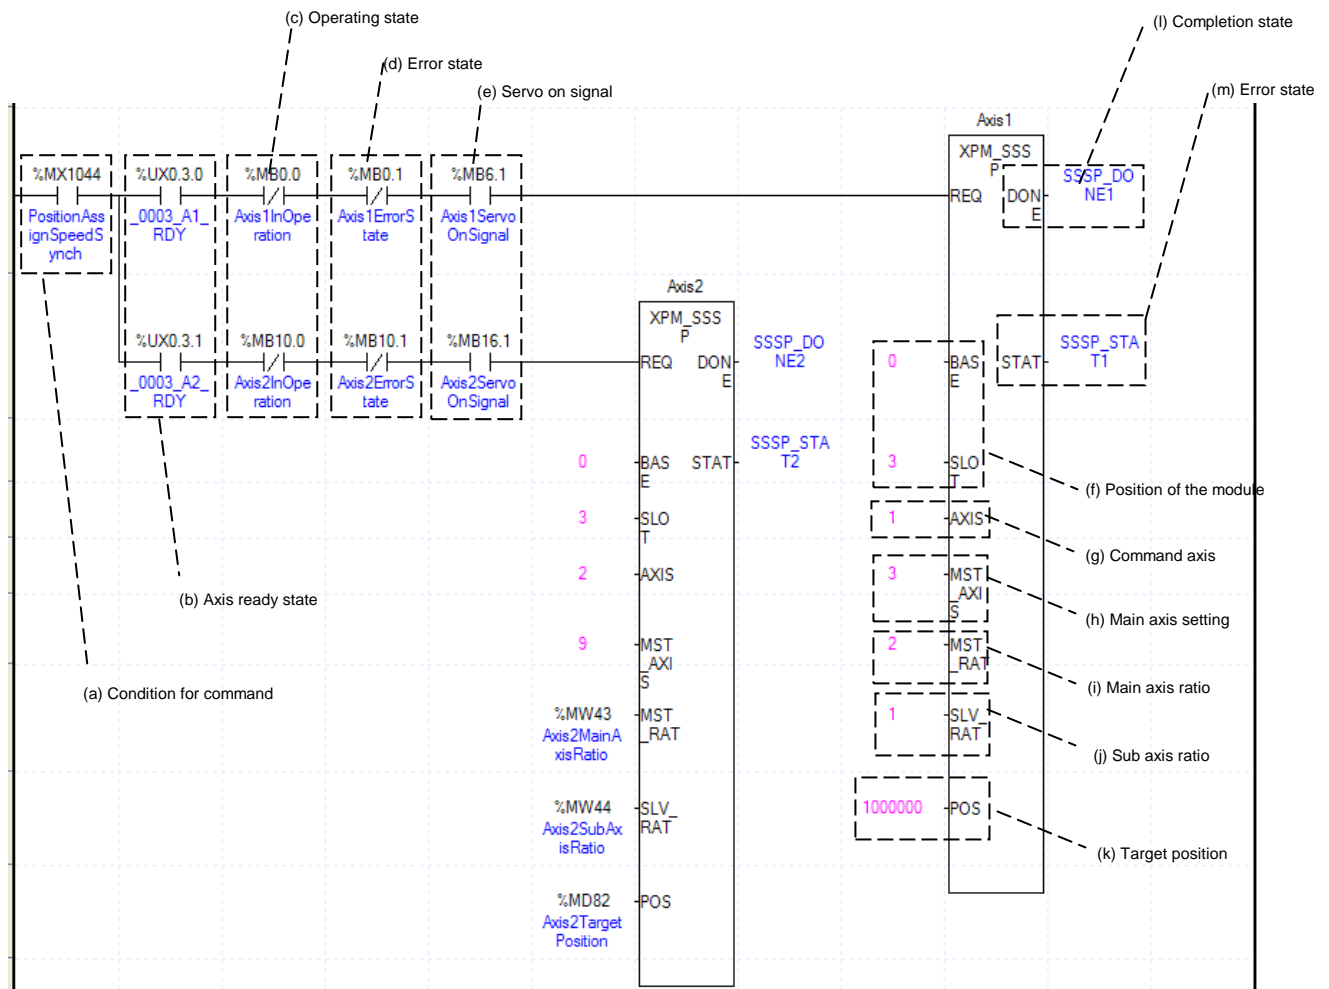 (c) Operating state
(l) Completion state
(d) Error state
(e) Servo on signal
(m) Error state
Axis1
XPM_SSS
P
%MX1044
%UX0.3.0
%MB0.0
%MB0.1
%MB6.1
REQ
DON
E
SSSP_DO
NE1
PositionAss
ignSpeedS
ynch
_0003_A1_
RDY
Axis1InOpe
ration
Axis1ErrorS
tate
Axis1Servo
OnSignal
Axis2
XPM_SSS
P
%UX0.3.1
%MB10.0
%MB10.1
%MB16.1
REQ
DON
E
SSSP_DO
NE2
0
BAS
E
STAT
SSSP_STA
T1
_0003_A2_
RDY
Axis2InOpe
ration
Axis2ErrorS
tate
Axis2Servo
OnSignal
0
BAS
E
STAT
SSSP_STA
T2
3
SLO
T
(f) Position of the module
3
SLO
T
1
AXIS
(g) Command axis
2
AXIS
3
MST
_AXI
S
(h) Main axis setting
(b) Axis ready state
9
MST
_AXI
S
2
MST
_RAT
(i) Main axis ratio
(a) Condition for command
%MW43
Axis2MainA
xisRatio
MST
_RAT
1
SLV_
RAT
(j) Sub axis ratio
%MW44
Axis2SubAx
isRatio
SLV_
RAT
1000000
POS
(k) Target position
%MD82
Axis2Target
Position
POS